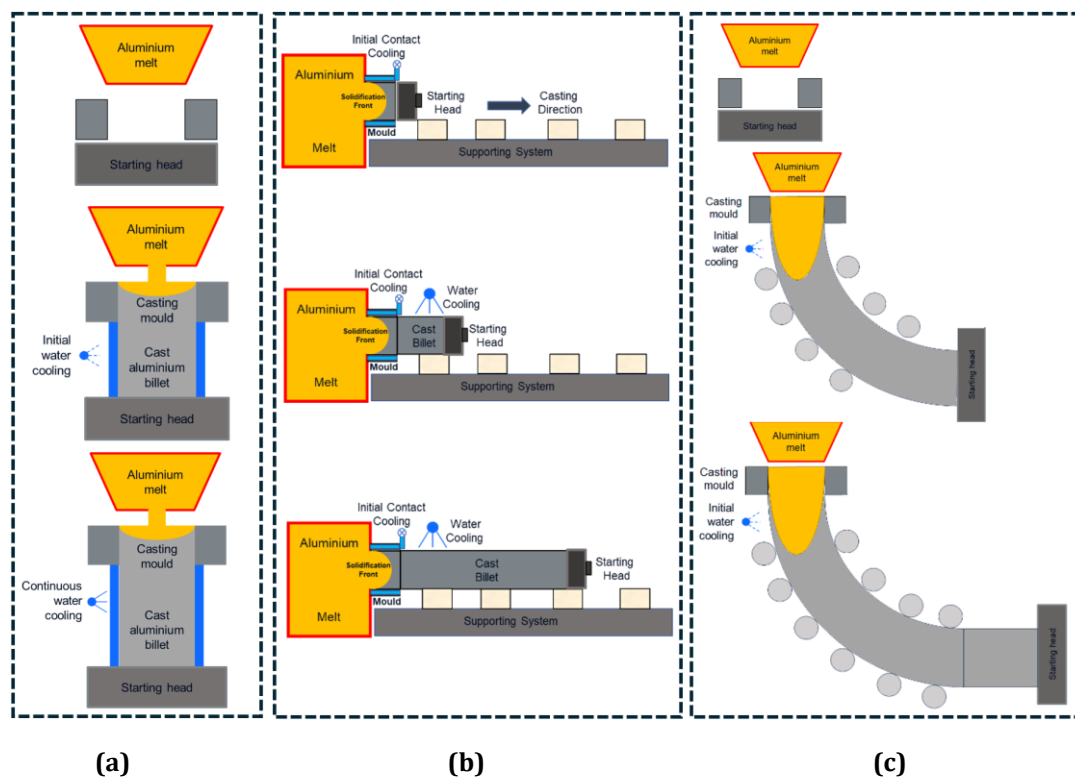 Aluminium
melt
Starting head
Aluminium
melt
Casting
mould
Initial
water
cooling
Cast
aluminium
billet
Starting head
Aluminium
melt
Casting
mould
Continuous
water
cooling
Cast
aluminium
billet
Starting head
(a)
Initial Contact
Cooling
Aluminium
Solidification
Front
Starting
Head
Casting
Direction
Mould
Melt
Supporting System
Initial Contact
Cooling
Water
Cooling
Aluminium
Solidification
Front
Cast
Billet
Starting
Head
Mould
Melt
Supporting System
Initial Contact
Cooling
Water
Cooling
Aluminium
Solidification
Front
Cast
Billet
Starting
Head
Mould
Melt
Supporting System
(b)
Aluminium
melt
Starting head
Aluminium
melt
Casting
mould
Initial
water
cooling
Starting head
Aluminium
melt
Casting
mould
Initial
water
cooling
Starting head
(c)